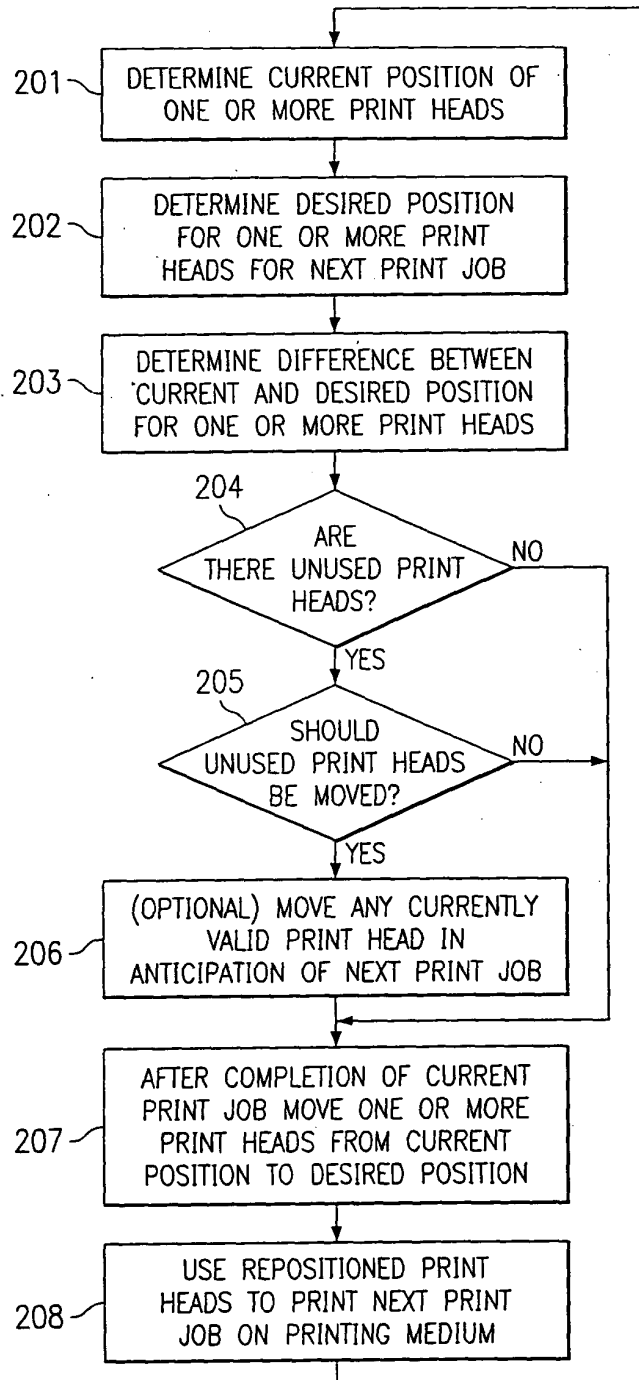 201
DETERMINE CURRENT POSITION OF
ONE OR MORE PRINT HEADS
202
DETERMINE DESIRED POSITION
FOR ONE OR MORE PRINT
HEADS FOR NEXT PRINT JOB
203
DETERMINE DIFFERENCE BETWEEN
CURRENT AND DESIRED POSITION
FOR ONE OR MORE PRINT HEADS
204
ARE
THERE UNUSED PRINT
HEADS?
NO
YES
205
SHOULD
UNUSED PRINT HEADS
BE MOVED?
NO
YES
206
(OPTIONAL) MOVE ANY CURRENTLY
VALID PRINT HEAD IN
ANTICIPATION OF NEXT PRINT JOB
207
AFTER COMPLETION OF CURRENT
PRINT JOB MOVE ONE OR MORE
PRINT HEADS FROM CURRENT
POSITION TO DESIRED POSITION
208
USE REPOSITIONED PRINT
HEADS TO PRINT NEXT PRINT
JOB ON PRINTING MEDIUM